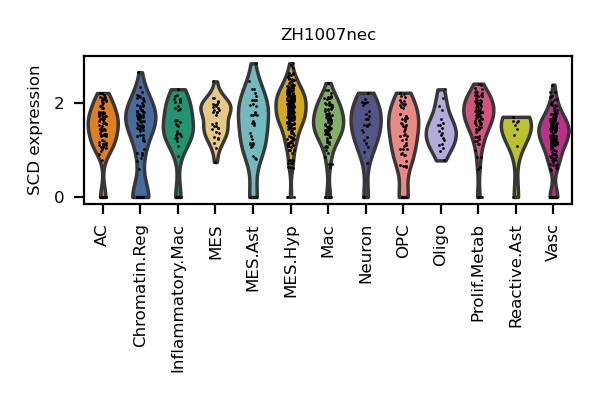 ZH1007nec
SCD expression
2
0
AC
Chromatin.Reg
Inflammatory.Mac
MES
MES.Ast
MES.Hyp
Mac
Neuron
OPC
Oligo
Prolif.Metab
Reactive.Ast
Vasc